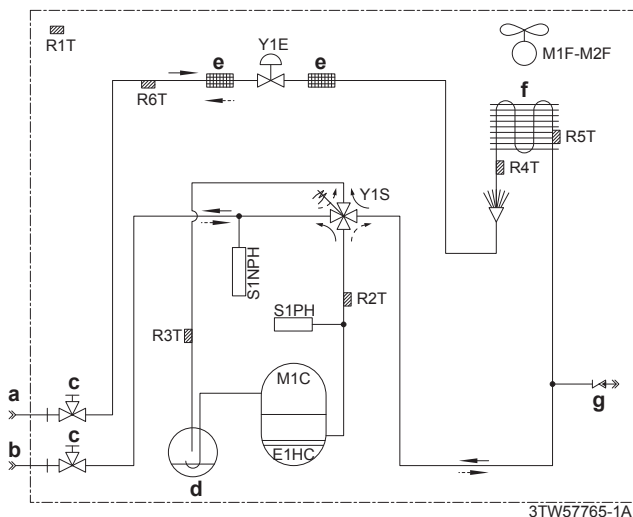 R1T
Y1E
M1F-M2F
e
e
f
R6T
R5T
R4T
Y1S
S1NPH
R2T
S1PH
R3T
M1C
a
c
g
b
c
E1HC
d
3TW57765-1A